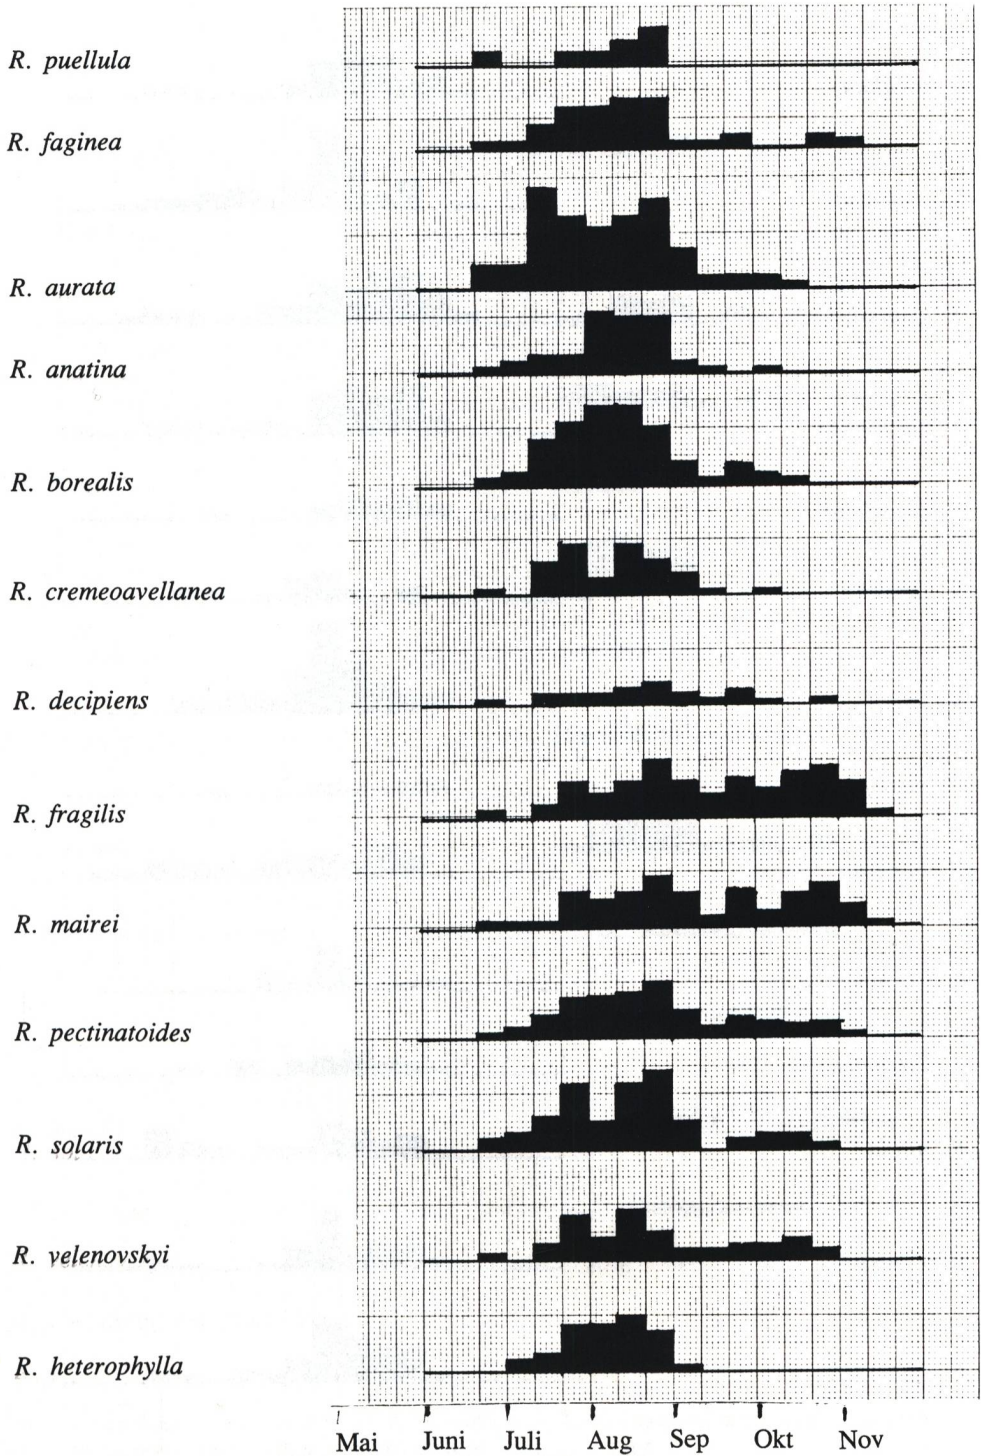 R. puellula
R. faginea
R. aurata
R. anatina
R. borealis
R. cremeoavellanea
R. decipiens
R. fragilis
R. mairei
R. pectinatoides
R. solaris
R. velenovskyi
R. heterophylla
Mai Juni Juli Aug Sep Okt Nov